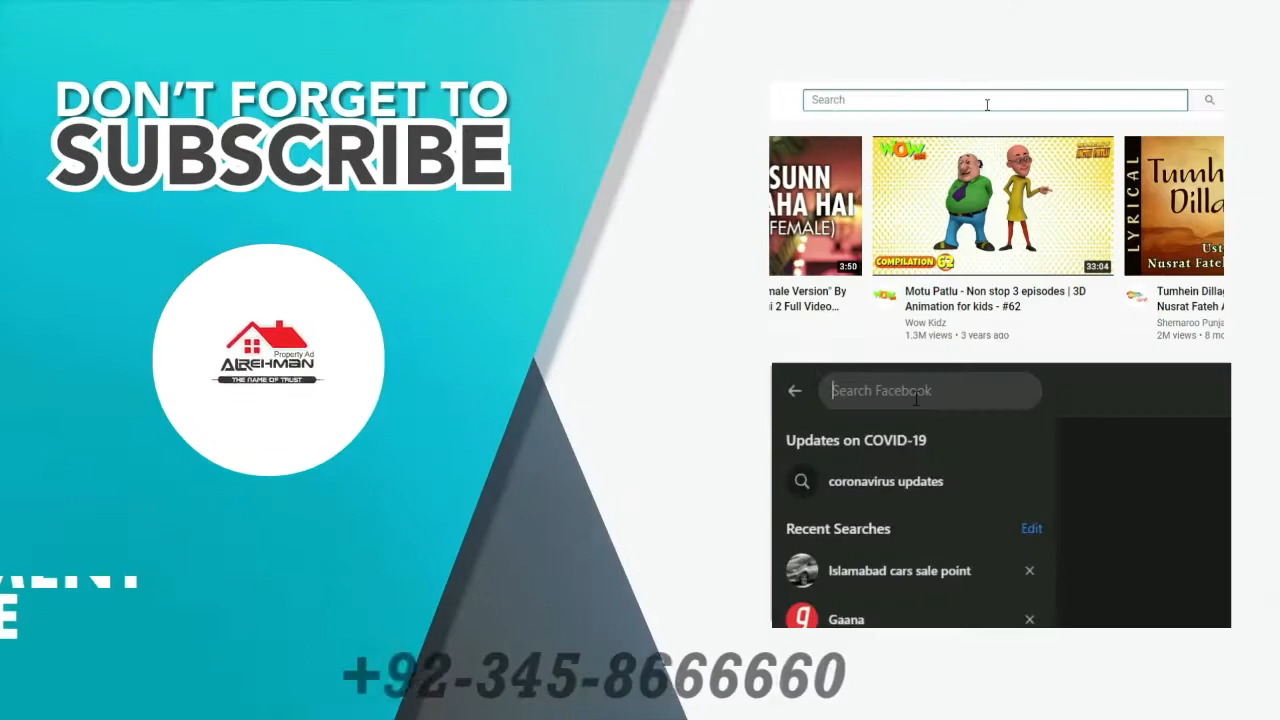 DON'T FORGET TO
SUBSCRIBE
Property Ad
ALREHMAN
THE NAME OF TRUST
Search
SUNN
AHA HAI
(FEMALE)
3:50
male Version" By
i 2 Full Video...
WOW
COMPILATION 62
33:04
Motu Patlu - Non stop 3 episodes | 3D
Animation for kids - #62
Wow Kidz
1.3M views • 3 years ago
LYRICAL
Tumh
Dilla
Ust
Nusrat Fateh
Tumhein Dillag
Nusrat Fateh A
Shemaroo Punja
2M views • 8 mo
Search Facebook
Updates on COVID-19
coronavirus updates
Recent Searches
Edit
Islamabad cars sale point
Gaana
+92-345-8666660